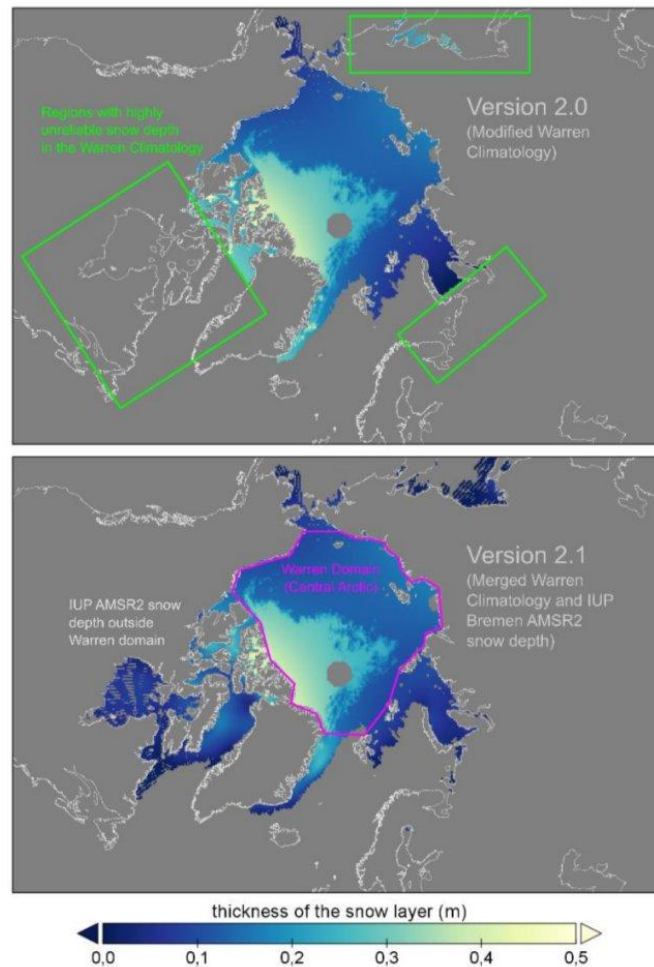 Regions with highly
unreliable snow depth
in the Warren Climatology
Version 2.0
(Modified Warren
Climatology)
Warren Domain
(Central Arctic)
Version 2.1
(Merged Warren
Climatology and IUP
Bremen AMSR2
snow depth)
IUP AMSR2 snow
depth outside
Warren domain
thickness of the snow layer (m)
0,0 0,1 0,2 0,3 0,4 0,5